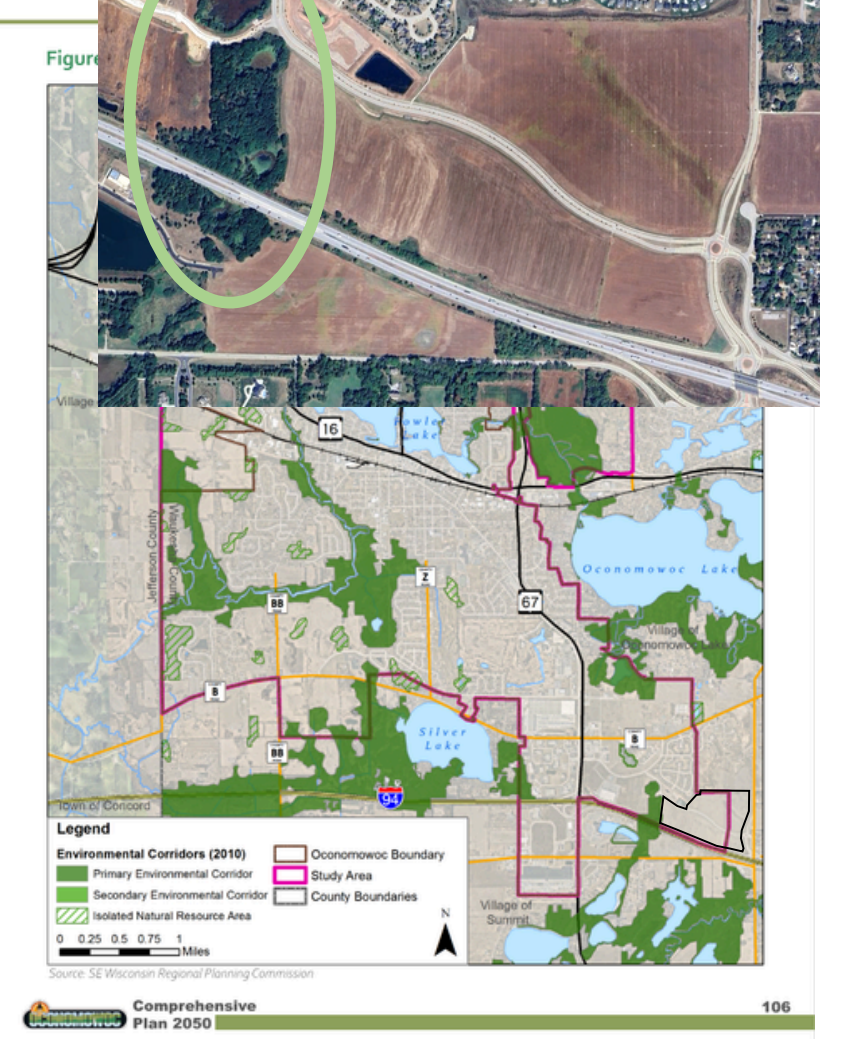 Figure
Village
16
Fowler
Lake
Jefferson County
Waukesha County
Oconomowoc Lake
Z
BB
67
Village of
Oconomowoc Lake
B
Silver
Lake
B
BB
94
Town of Concord
Legend
Environmental Corridors (2010)
Primary Environmental Corridor
Secondary Environmental Corridor
Isolated Natural Resource Area
Oconomowoc Boundary
Study Area
County Boundaries
0 0.25 0.5 0.75 1
Miles
N
Village of
Summit
Source: SE Wisconsin Regional Planning Commission
OCONOMOWOC
Comprehensive
Plan 2050
106